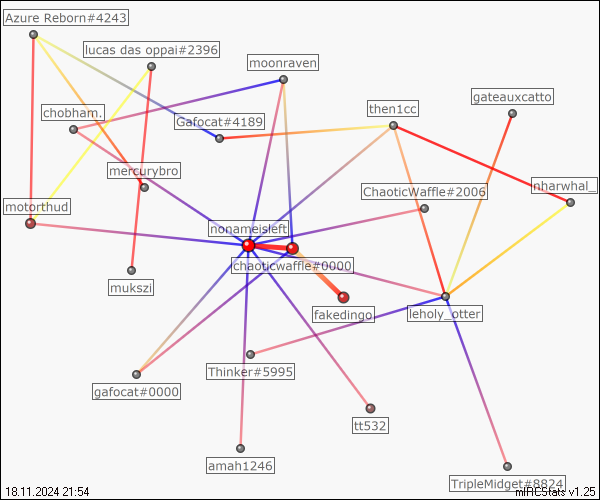 Azure Reborn#4243
lucas das oppai#2396
moonraven
gateauxcatto
chobham.
Gafocat#4189
then1cc
mercurybro
ChaoticWaffle#2006
nharwhal_
motorthud
nonameisleft
chaoticwaffle#0000
mukszi
fakedingo
leholy_otter
Thinker#5995
gafocat#0000
tt532
amah1246
TripleMidget#8824
18.11.2024 21:54
mIRCStats v1.25